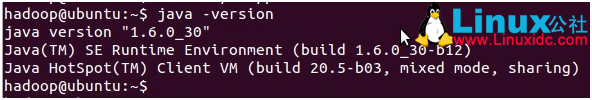 hadoop@ubuntu:~$ java -version
java version "1.6.0_30"
Java(TM) SE Runtime Environment (build 1.6.0_30-b12)
Java HotSpot(TM) Client VM (build 20.5-b03, mixed mode, sharing)
hadoop@ubuntu:~$
Linux公社
www.Linuxidc.com